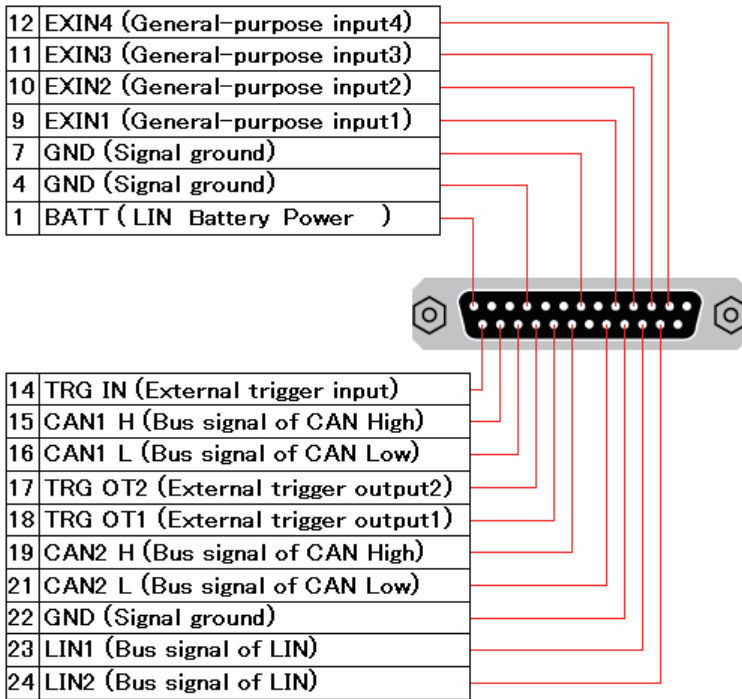 12 EXIN4 (General-purpose input4)
11 EXIN3 (General-purpose input3)
10 EXIN2 (General-purpose input2)
9 EXIN1 (General-purpose input1)
7 GND (Signal ground)
4 GND (Signal ground)
1 BATT ( LIN Battery Power )
14 TRG IN (External trigger input)
15 CAN1 H (Bus signal of CAN High)
16 CAN1 L (Bus signal of CAN Low)
17 TRG OT2 (External trigger output2)
18 TRG OT1 (External trigger output1)
19 CAN2 H (Bus signal of CAN High)
21 CAN2 L (Bus signal of CAN Low)
22 GND (Signal ground)
23 LIN1 (Bus signal of LIN)
24 LIN2 (Bus signal of LIN)